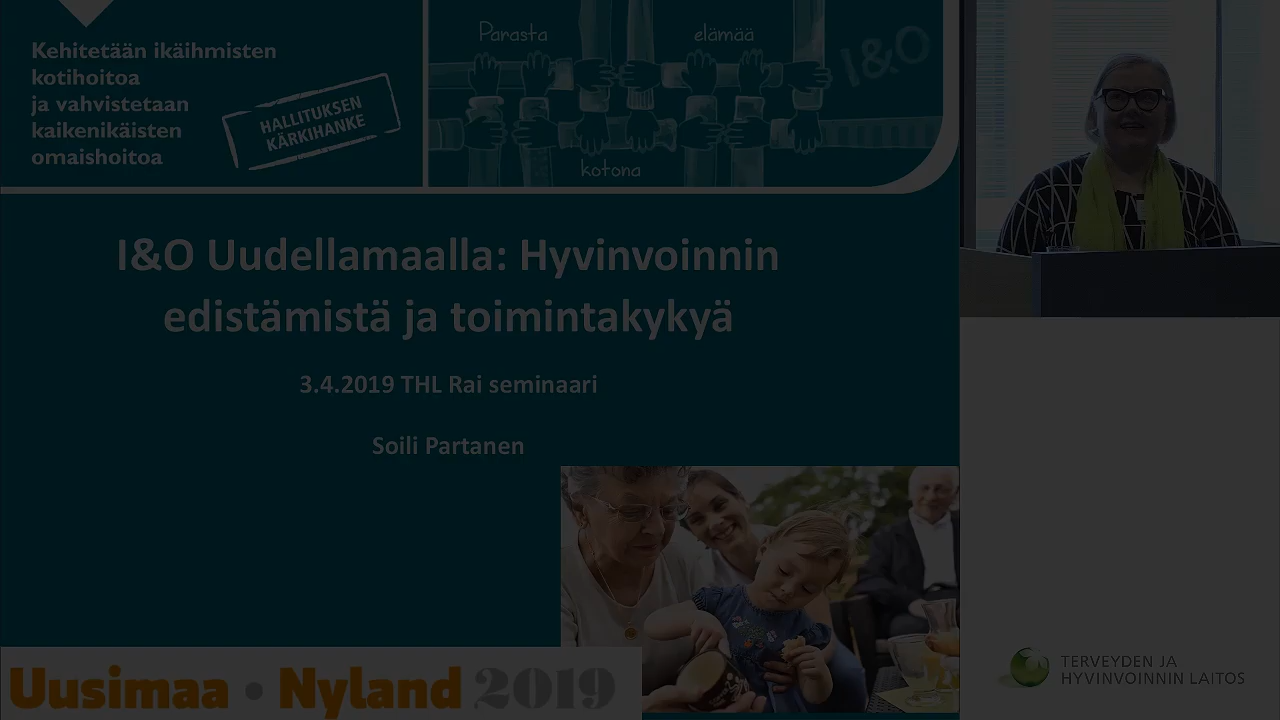 Kehitetään ikäihmisten
kotihoitoa
ja vahvistetaan
kaikenikäisten
omaishoitoa
HALLITUKSEN
KÄRKIHANKE
Parasta
elämää
I&O
kotona
I&O Uudellamaalla: Hyvinvoinnin
edistämistä ja toimintakykyä
3.4.2019 THL Rai seminaari
Soili Partanen
Uusimaa • Nyland 2019
TERVEYDEN JA
HYVINVOINNIN LAITOS